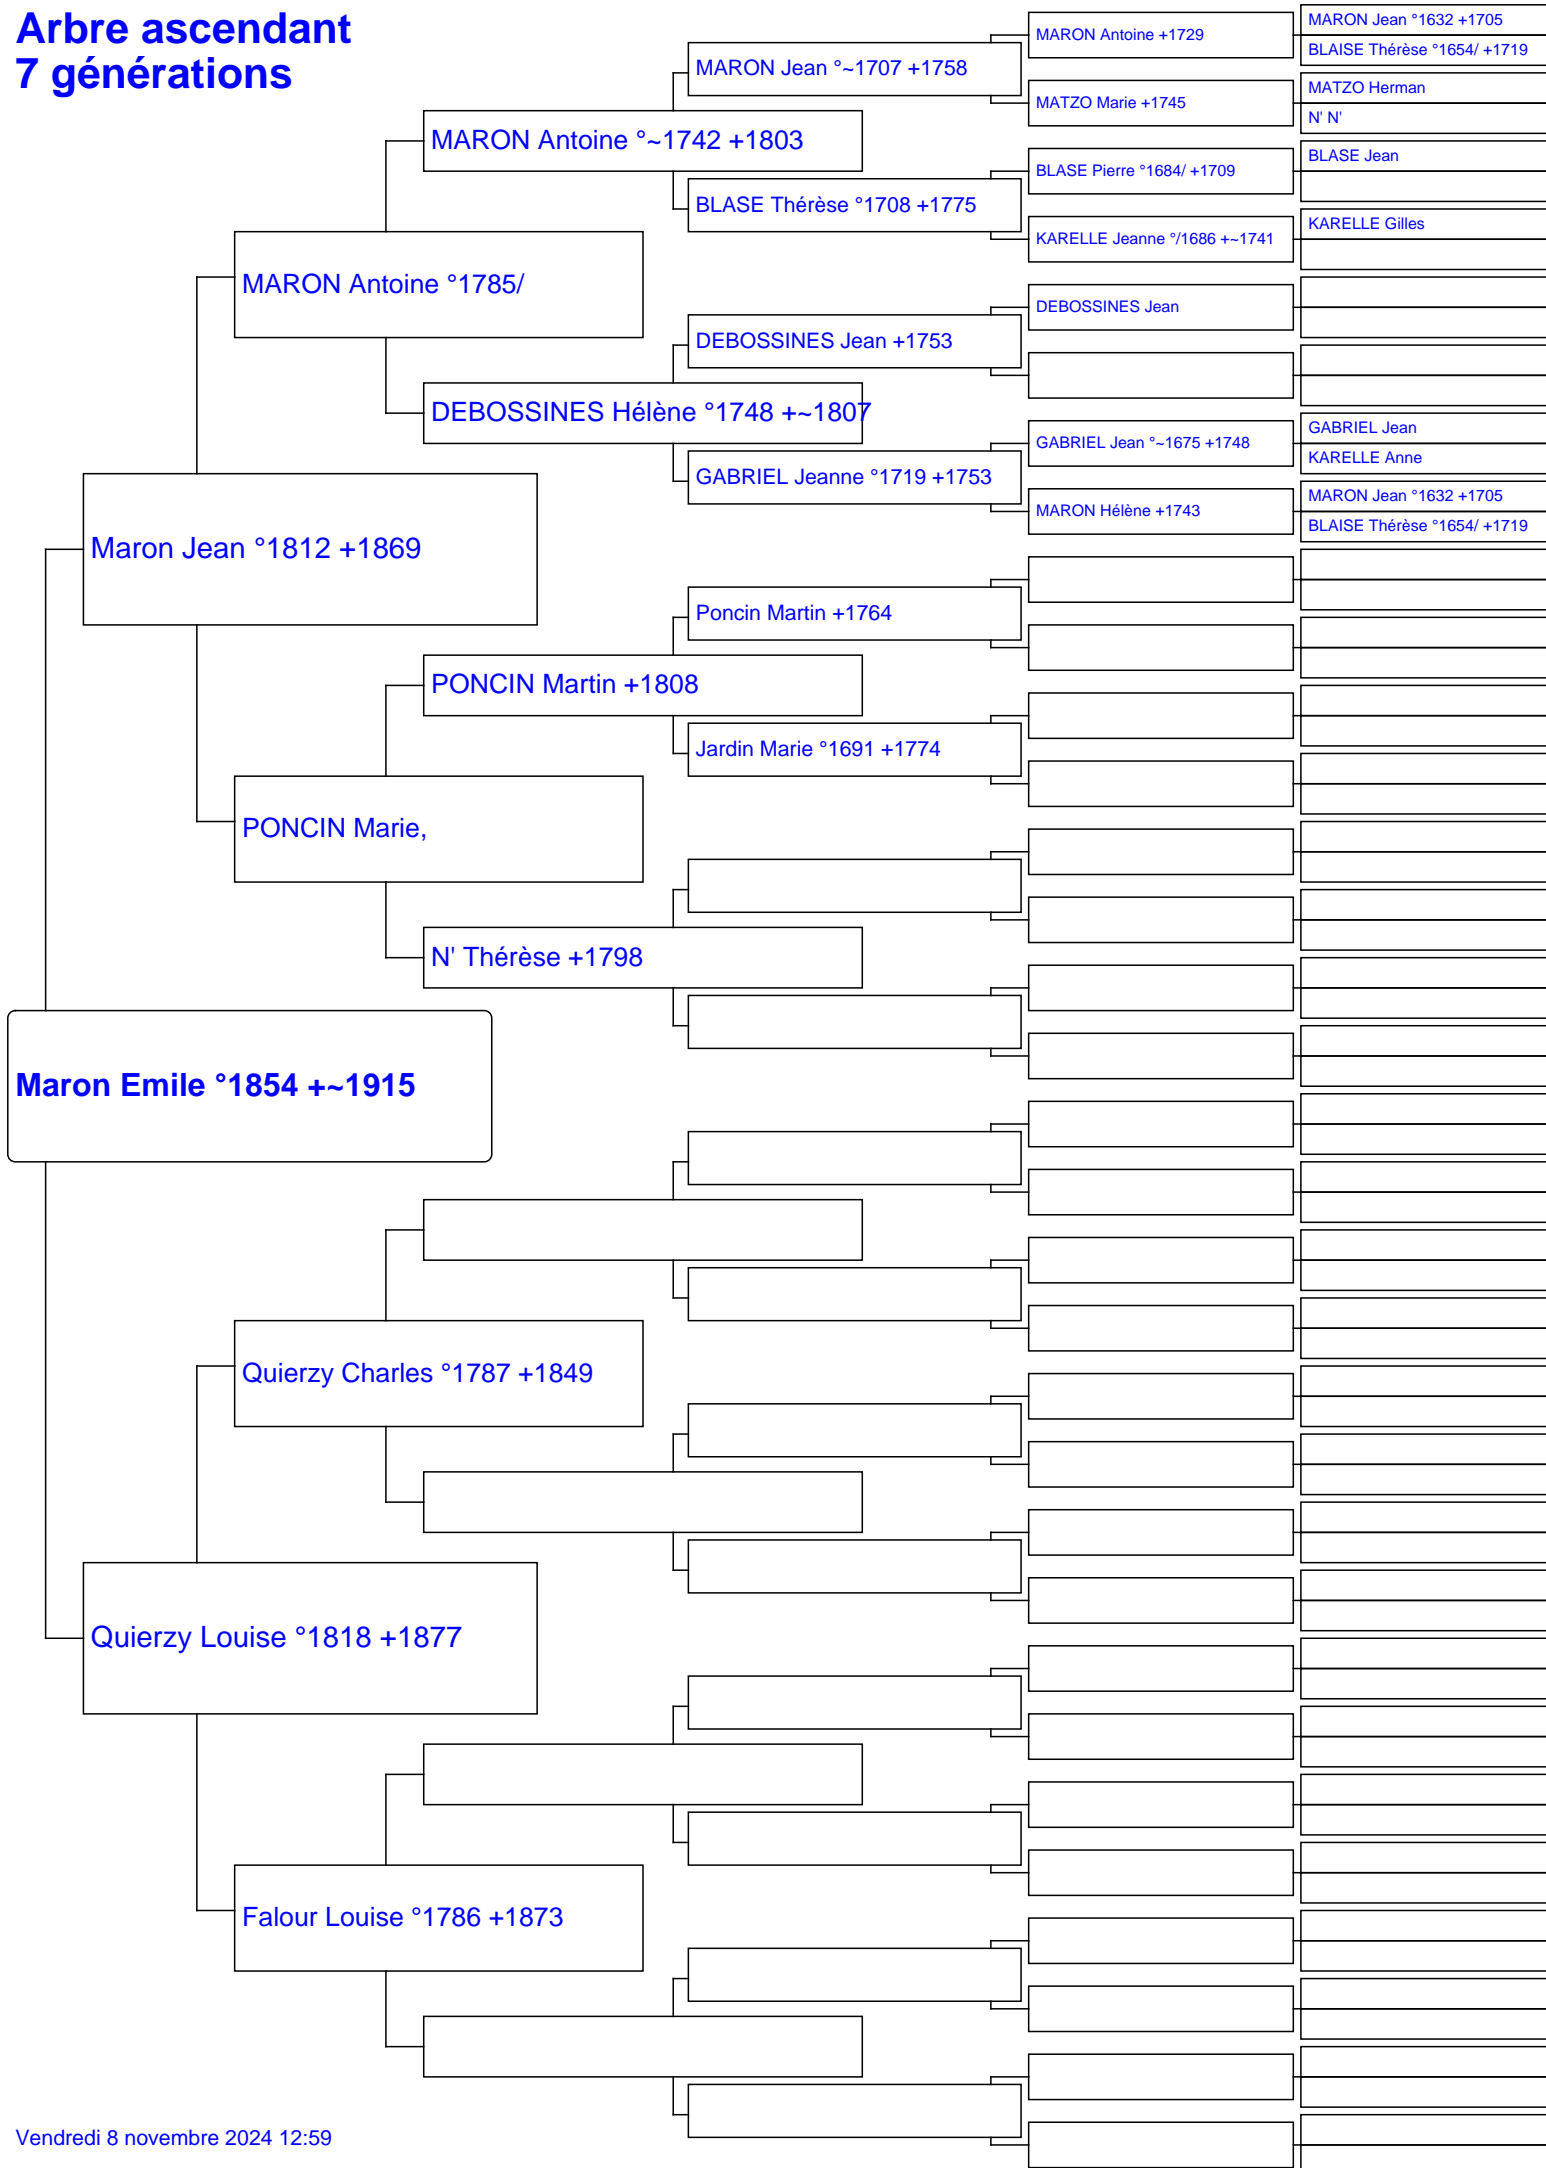 Arbre ascendant
7 générations
MARON Jean °1632 +1705
MARON Antoine +1729
BLAISE Thérèse °1654/ +1719
MARON Jean °~1707 +1758
MATZO Herman
MATZO Marie +1745
N' N'
MARON Antoine °~1742 +1803
BLASE Jean
BLASE Pierre °1684/ +1709
BLASE Thérèse °1708 +1775
KARELLE Gilles
KARELLE Jeanne °/1686 +~1741
MARON Antoine °1785/
DEBOSSINES Jean
DEBOSSINES Jean +1753
DEBOSSINES Hélène °1748 +~1807
GABRIEL Jean
GABRIEL Jean °~1675 +1748
KARELLE Anne
GABRIEL Jeanne °1719 +1753
MARON Jean °1632 +1705
MARON Hélène +1743
BLAISE Thérèse °1654/ +1719
Maron Jean °1812 +1869
Poncin Martin +1764
PONCIN Martin +1808
Jardin Marie °1691 +1774
PONCIN Marie,
N' Thérèse +1798
Maron Emile °1854 +~1915
Quierzy Charles °1787 +1849
Quierzy Louise °1818 +1877
Falour Louise °1786 +1873
Vendredi 8 novembre 2024 12:59